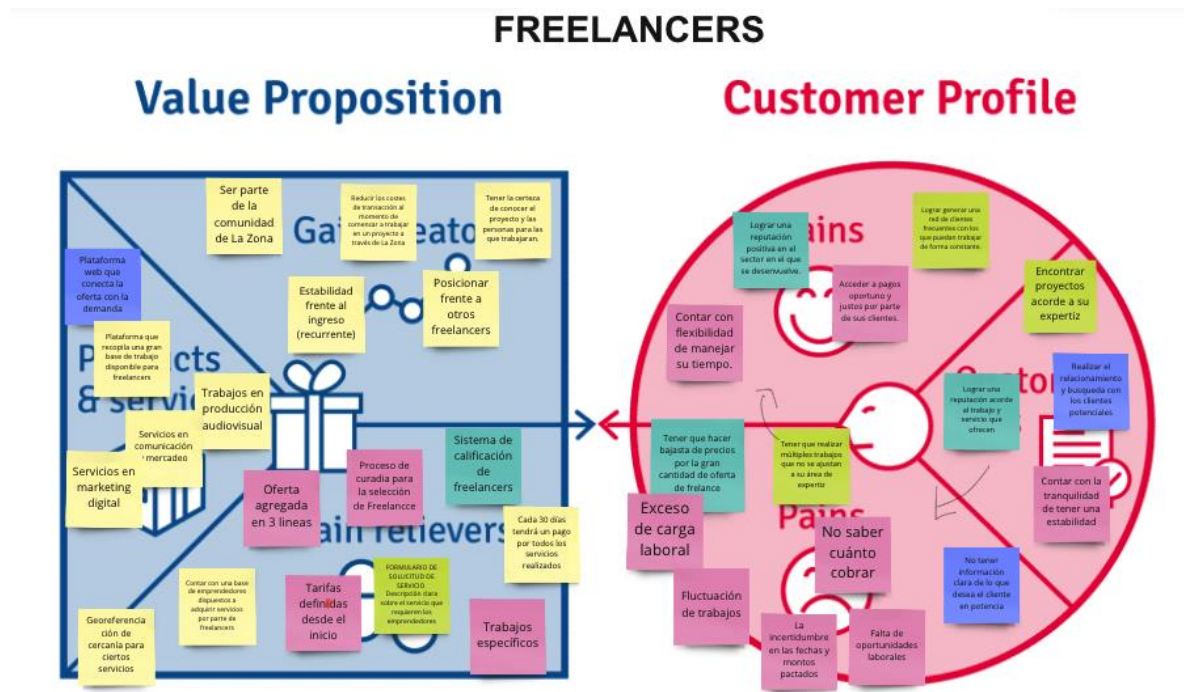 FREELANCERS
Value Proposition
Customer Profile
Ser parte
de la
comunidad
de La Zona
Reducir los costes
de transacción al
momento de
comenzar a trabajar
en un proyecto a
través de La Zona
Tener la certeza
de conocer el
proyecto y las
personas para las
que trabajaran.
Gai
eato
Plataforma
web que
conecta la
oferta con la
demanda
Estabilidad
frente al
ingreso
(recurrente)
Posicionar
frente a
otros
freelancers
Plataforma que
recopila una gran
base de trabajo
disponible para
freelancers
P
cts
& servic
Trabajos en
producción
audiovisual
Servicios en
comunicación
y mercadeo
Servicios en
marketing
digital
Oferta
agregada
en 3 lineas
Proceso de
curadia para
la selección
de Freelancce
Sistema de
calificación
de
freelancers
ain relievers
Cada 30 días
tendrá un pago
por todos los
servicios
realizados
Contar con una base
de emprendedores
dispuestos a
adquirir servicios
por parte de
freelancers
Tarifas
definidas
desde el
inicio
FORMULARIO DE
SOLICITUD DE
SERVICIO
Descripción clara
sobre el servicio que
requieren los
emprendedores
Trabajos
específicos
Georeferencia
ción de
cercanía para
ciertos
servicios
Lograr una
reputación
positiva en el
sector en el que
se desenvuelve.
ains
Lograr generar una
red de clientes
frecuentes con los
que puedan trabajar
de forma constante.
Acceder a pagos
oportuno y
justos por parte
de sus clientes.
Encontrar
proyectos
acorde a su
expertiz
Contar con
flexibilidad
de manejar
su tiempo.
Lograr una
reputación acorde
al trabajo y
servicio que
ofrecen
Realizar el
relacionamiento
y busqueda con
los clientes
potenciales
Tener que hacer
bajasta de precios
por la gran
cantidad de oferta
de frelance
Tener que realizar
múltiples trabajos
que no se ajustan
a su área de
expertiz
Contar con la
tranquilidad
de tener una
estabilidad
Pains
Exceso
de carga
laboral
No saber
cuánto
cobrar
No tener
información
clara de lo que
desea el cliente
en potencia
Fluctuación
de trabajos
La
incertidumbre
en las fechas y
montos
pactados
Falta de
oportunidades
laborales